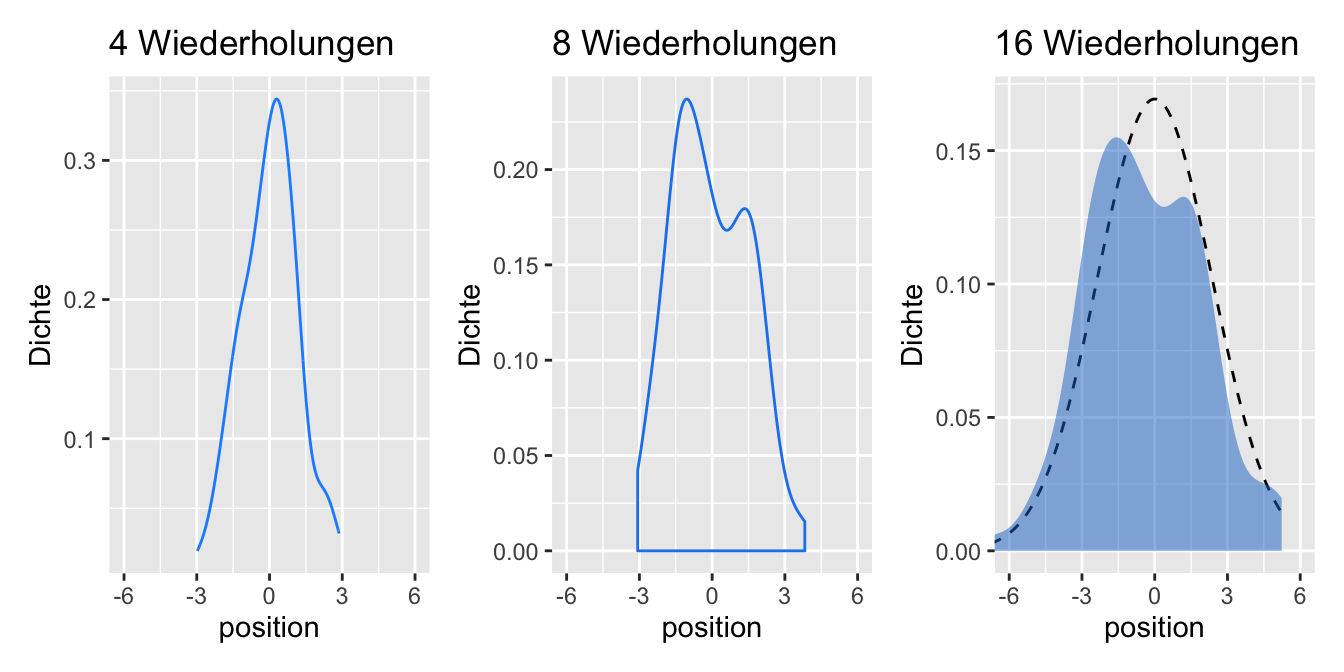 4 Wiederholungen
0.3
0.2
0.1
Dichte
-6 -3 0 3 6
position
8 Wiederholungen
0.20
0.15
0.10
0.05
0.00
Dichte
-6 -3 0 3 6
position
16 Wiederholungen
0.15
0.10
0.05
0.00
Dichte
-6 -3 0 3 6
position